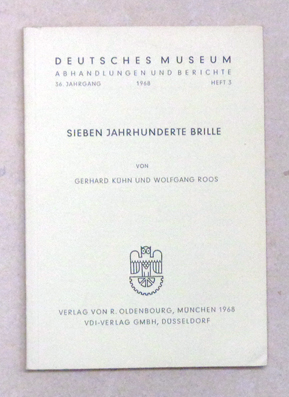 DEUTSCHES MUSEUM
ABHANDLUNGEN UND BERICHTE
36. JAHRGANG 1968 HEFT 3
SIEBEN JAHRHUNDERTE BRILLE
VON
GERHARD KÜHN UND WOLFGANG ROOS
VERLAG VON R. OLDENBOURG, MÜNCHEN 1968
VDI-VERLAG GMBH, DÜSSELDORF